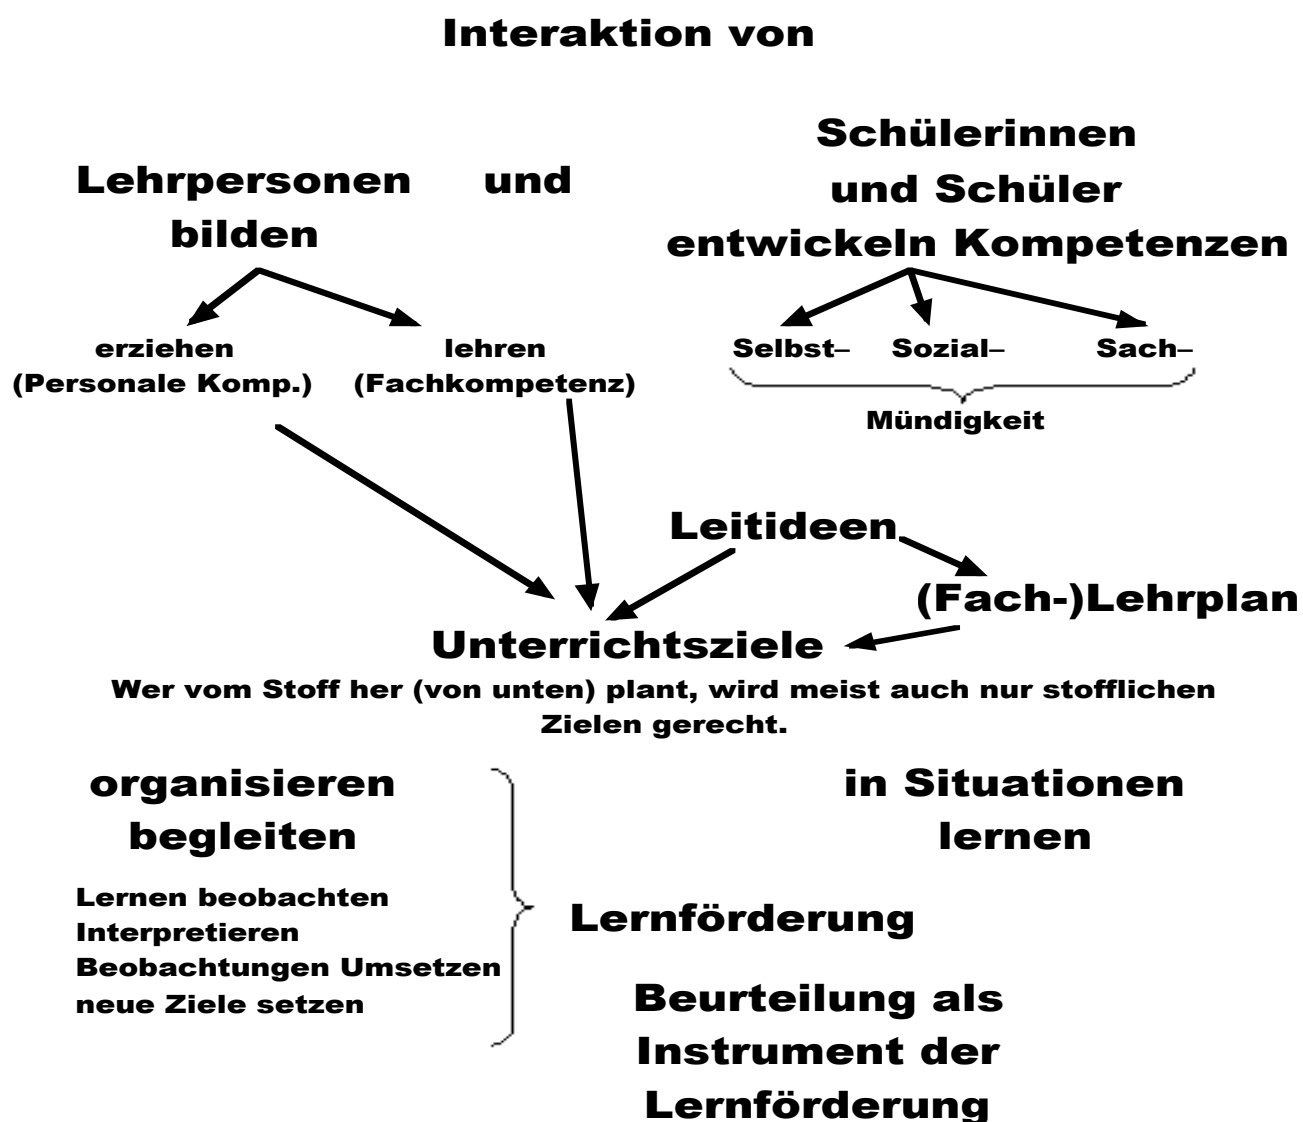 Interaktion von
Schülerinnen
Lehrpersonen und
und Schüler
bilden
entwickeln Kompetenzen
erziehen
lehren
Selbst–
Sozial–
Sach–
(Personale Komp.)
(Fachkompetenz)
Mündigkeit
Leitideen
(Fach-)Lehrplan
Unterrichtsziele
Wer vom Stoff her (von unten) plant, wird meist auch nur stofflichen
Zielen gerecht.
organisieren
begleiten
in Situationen
lernen
Lernen beobachten
Interpretieren
Beobachtungen Umsetzen
neue Ziele setzen
Lernförderung
Beurteilung als
Instrument der
Lernförderung